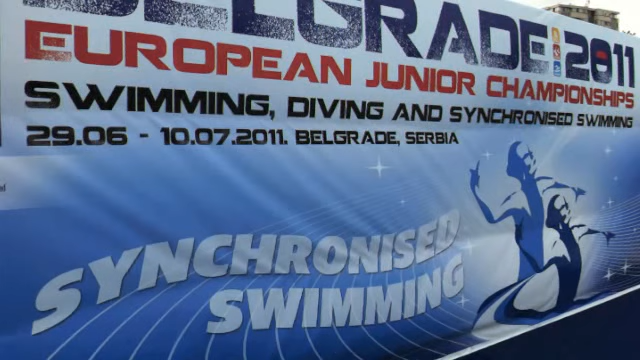 BELGRADE 2011
EUROPEAN JUNIOR CHAMPIONSHIPS
SWIMMING, DIVING AND SYNCHRONISED SWIMMING
29.06 - 10.07.2011. BELGRADE, SERBIA
SYNCHRONISED
SWIMMING